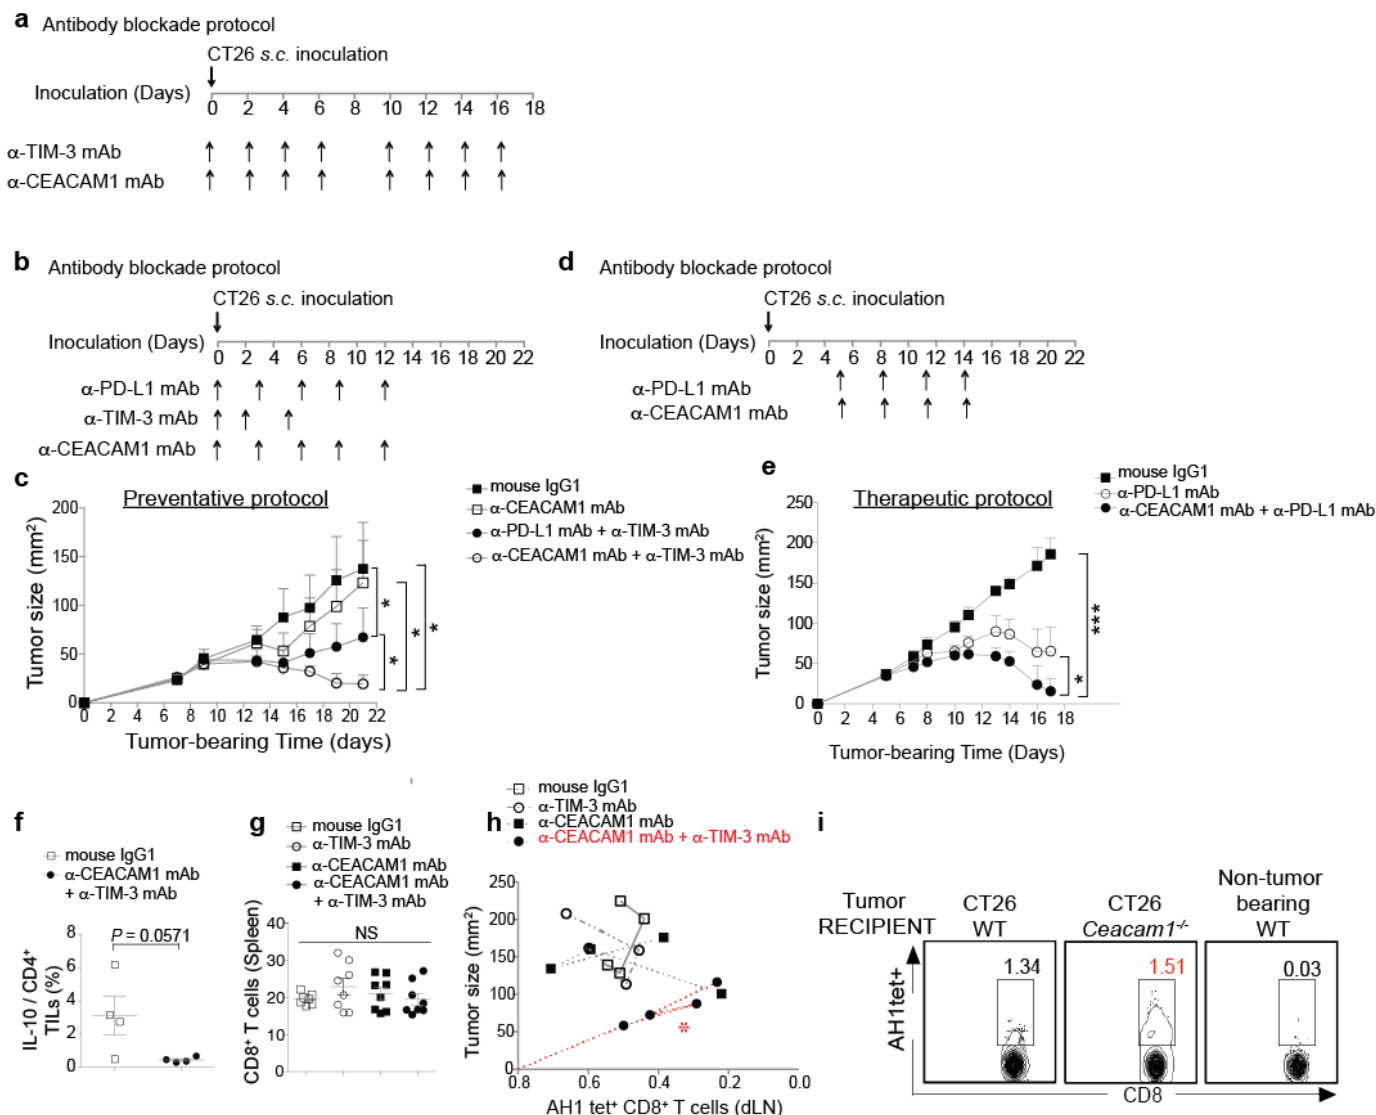 a Antibody blockade protocol
CT26 s.c. inoculation
Inoculation (Days)
0 2 4 6 8 10 12 14 16 18
α-TIM-3 mAb
α-CEACAM1 mAb
b Antibody blockade protocol
CT26 s.c. inoculation
Inoculation (Days)
0 2 4 6 8 10 12 14 16 18 20 22
α-PD-L1 mAb
α-TIM-3 mAb
α-CEACAM1 mAb
d Antibody blockade protocol
CT26 s.c. inoculation
Inoculation (Days)
0 2 4 6 8 10 12 14 16 18 20 22
α-PD-L1 mAb
α-CEACAM1 mAb
c Preventative protocol
mouse IgG1
α-CEACAM1 mAb
α-PD-L1 mAb + α-TIM-3 mAb
α-CEACAM1 mAb + α-TIM-3 mAb
Tumor size (mm²)
200
150
100
50
0
0 2 4 6 8 10 12 14 16 18 20 22
Tumor-bearing Time (days)
* * * *
e Therapeutic protocol
mouse IgG1
α-PD-L1 mAb
α-CEACAM1 mAb + α-PD-L1 mAb
Tumor size (mm²)
250
200
150
100
50
0
0 2 4 6 8 10 12 14 16 18
Tumor-bearing Time (Days)
***
*
f
mouse IgG1
α-CEACAM1 mAb
+ α-TIM-3 mAb
IL-10 / CD4⁺
TILs (%)
8
6
4
2
0
P = 0.0571
g
mouse IgG1
α-TIM-3 mAb
α-CEACAM1 mAb
α-CEACAM1 mAb
+ α-TIM-3 mAb
CD8⁺ T cells (Spleen)
40
30
20
10
0
NS
h
mouse IgG1
α-TIM-3 mAb
α-CEACAM1 mAb
α-CEACAM1 mAb + α-TIM-3 mAb
Tumor size (mm²)
250
200
150
100
50
0
*
0.8 0.6 0.4 0.2 0.0
AH1 tet⁺ CD8⁺ T cells (dLN)
i
Tumor
RECIPIENT
CT26
WT
CT26
Ceacam1⁻/⁻
Non-tumor
bearing
WT
1.34
1.51
0.03
AH1tet+
CD8